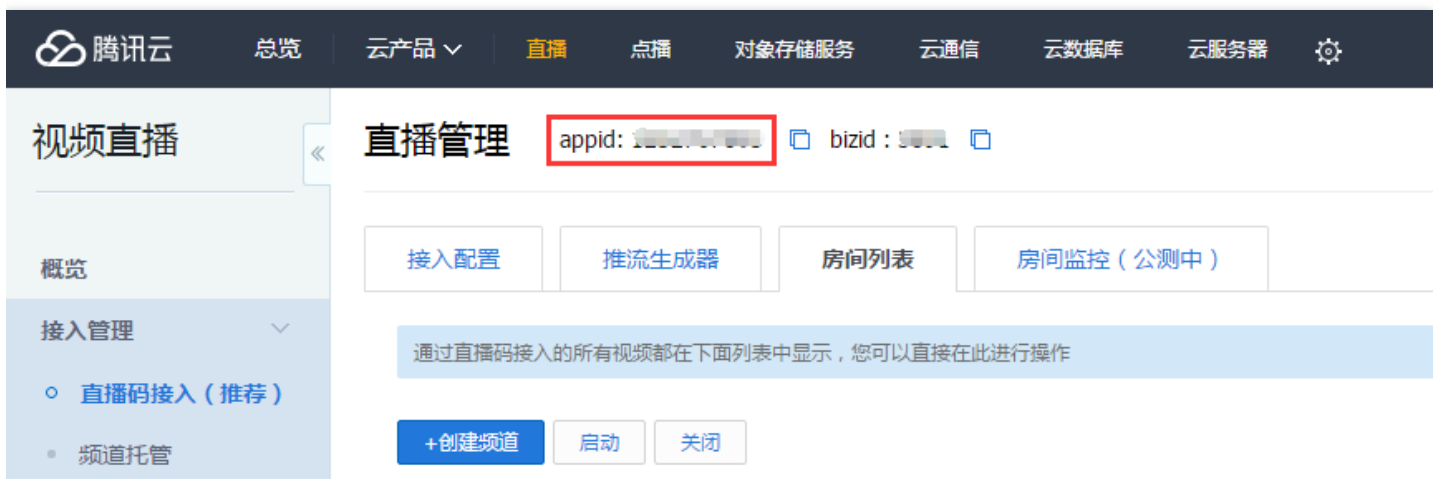 腾讯云 总览 云产品 直播 点播 对象存储服务 云通信 云数据库 云服务器
视频直播
直播管理 appid: bizid :
接入配置 推流生成器 房间列表 房间监控（公测中）
概览
接入管理
通过直播码接入的所有视频都在下面列表中显示，您可以直接在此进行操作
直播码接入（推荐）
+创建频道 启动 关闭
频道托管